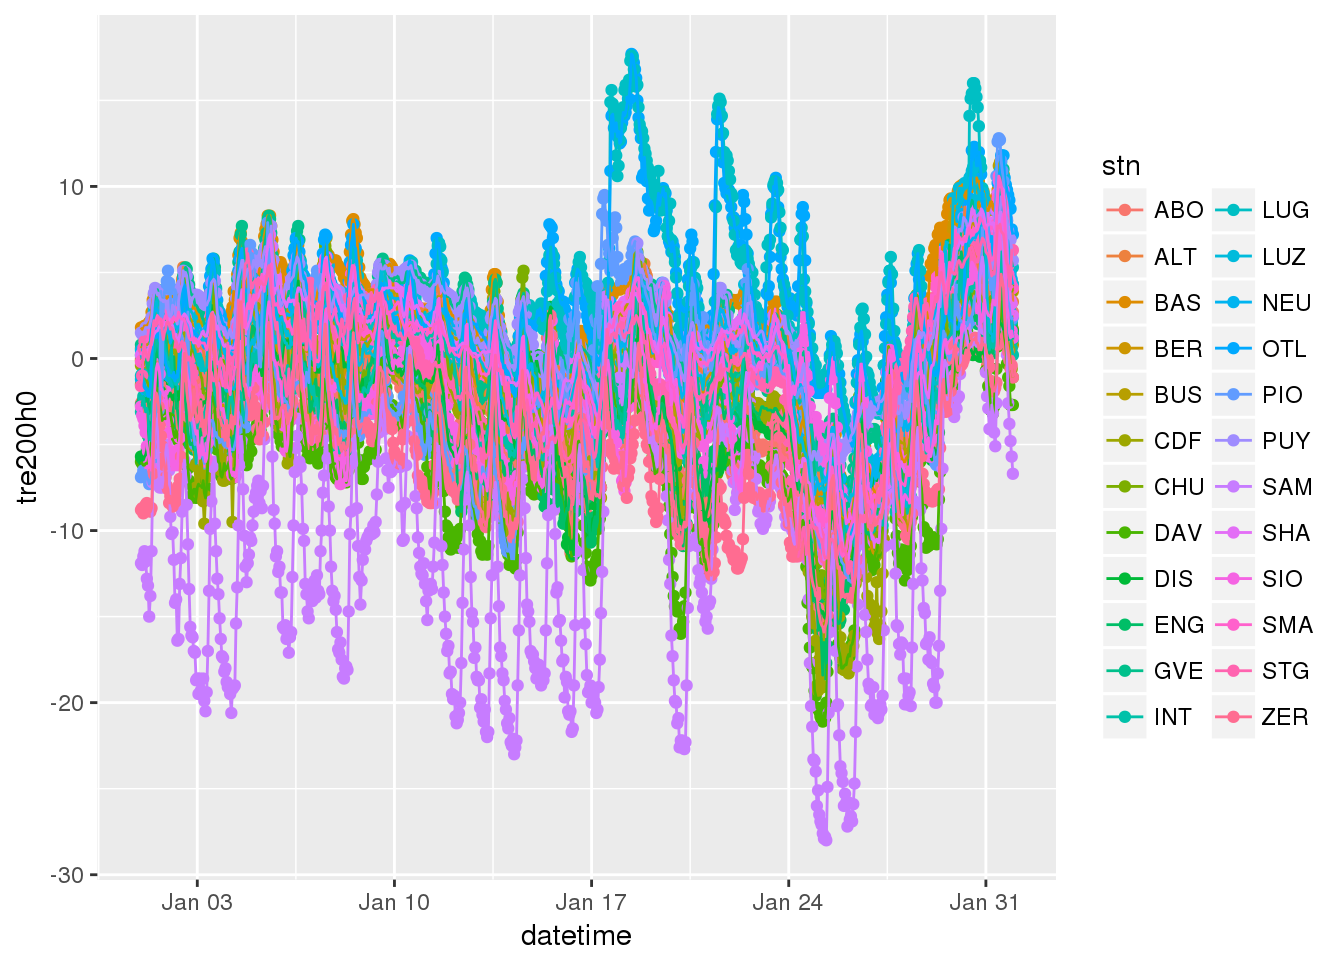 10
0
-10
-20
-30
tre200h0
Jan 03
Jan 10
Jan 17
Jan 24
Jan 31
datetime
stn
ABO
ALT
BAS
BER
BUS
CDF
CHU
DAV
DIS
ENG
GVE
INT
LUG
LUZ
NEU
OTL
PIO
PUY
SAM
SHA
SIO
SMA
STG
ZER